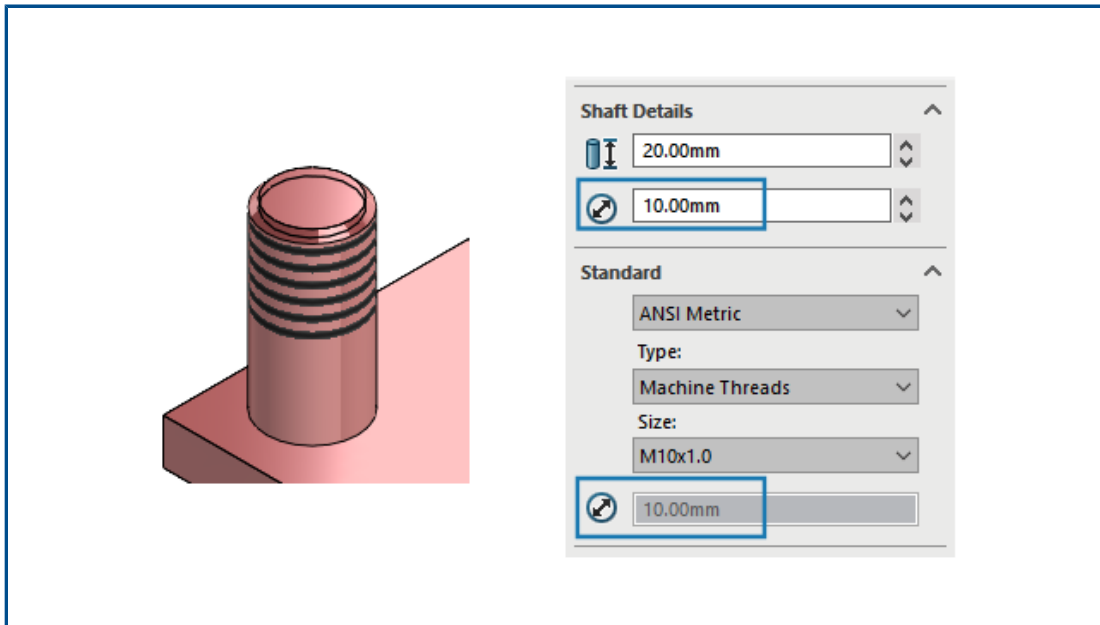 Shaft Details
20.00mm
10.00mm
Standard
ANSI Metric
Type:
Machine Threads
Size:
M10x1.0
10.00mm